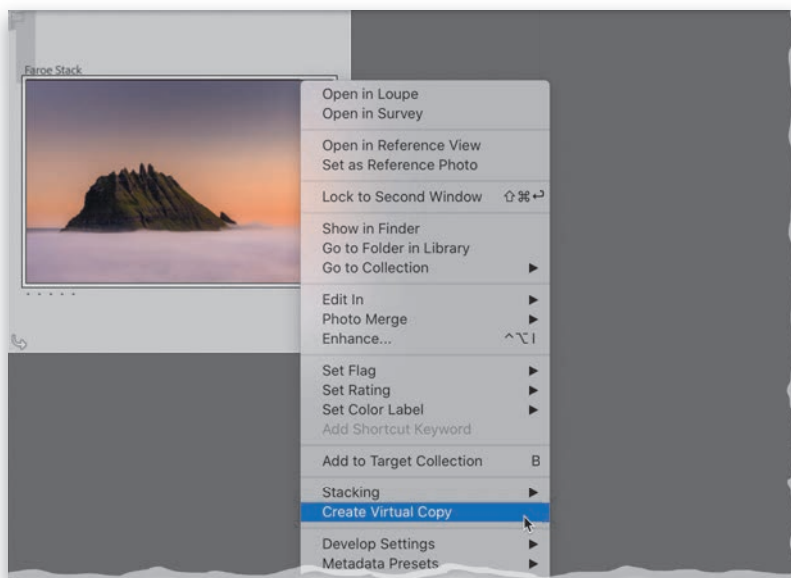 Faroe Stack
Open in Loupe
Open in Survey
Open in Reference View
Set as Reference Photo
Lock to Second Window ⇧⌘↩
Show in Finder
Go to Folder in Library
Go to Collection ▶
Edit In ▶
Photo Merge ▶
Enhance... ^⌥I
Set Flag ▶
Set Rating ▶
Set Color Label ▶
Add Shortcut Keyword
Add to Target Collection B
Stacking ▶
Create Virtual Copy
Develop Settings ▶
Metadata Presets ▶